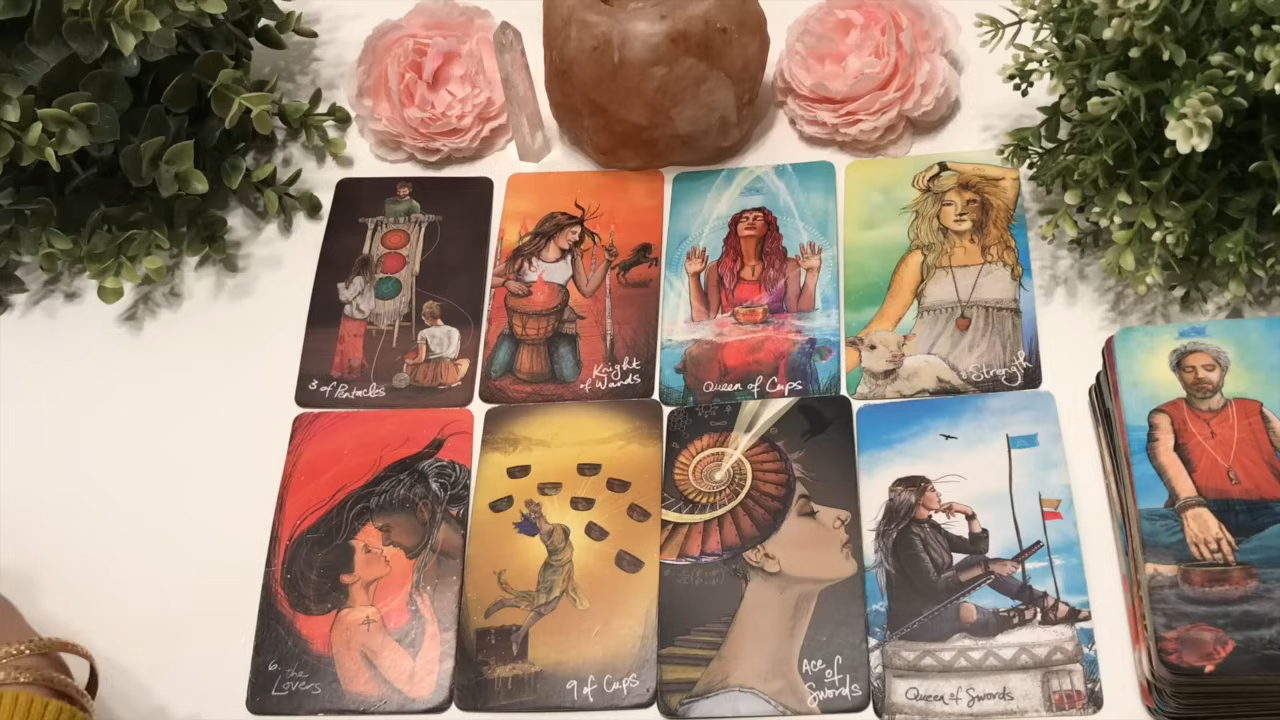 3 of Pentacles
Knight
of Wands
Queen of Cups
8. Strength
6.
the
Lovers
9 of Cups
Ace
of
Swords
Queen of Swords